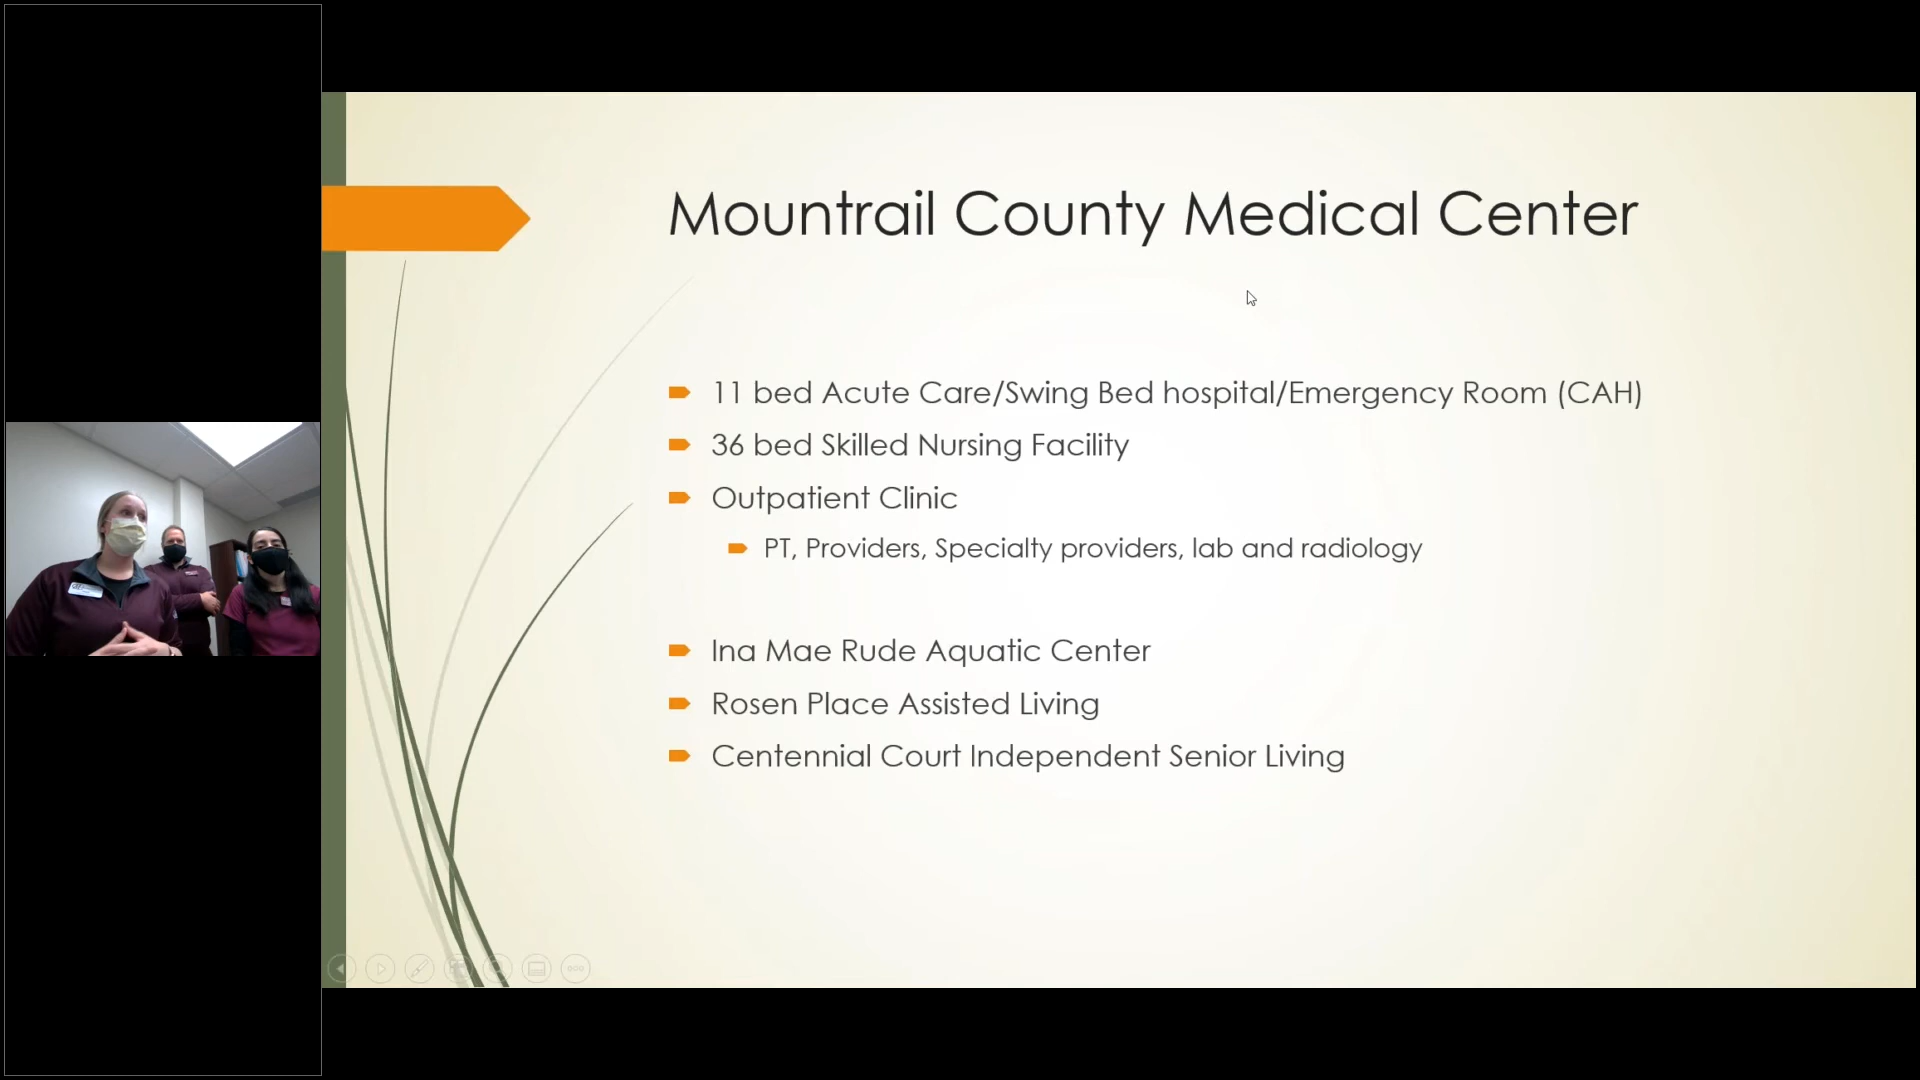 Mountrail County Medical Center
11 bed Acute Care/Swing Bed hospital/Emergency Room (CAH)
36 bed Skilled Nursing Facility
Outpatient Clinic
PT, Providers, Specialty providers, lab and radiology
Ina Mae Rude Aquatic Center
Rosen Place Assisted Living
Centennial Court Independent Senior Living